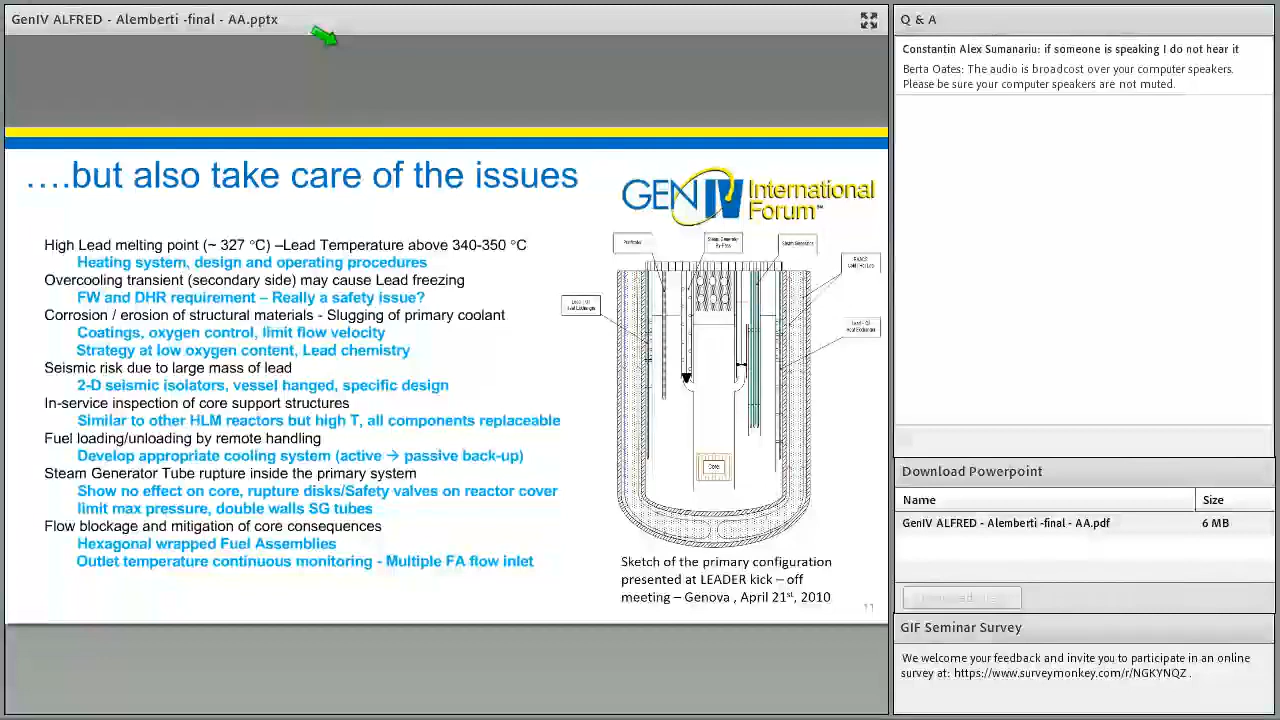 GenIV ALFRED - Alemberti -final - AA.pptx
….but also take care of the issues
GENIV International
Forum℠
High Lead melting point (~ 327 °C) –Lead Temperature above 340-350 °C
Heating system, design and operating procedures
Overcooling transient (secondary side) may cause Lead freezing
FW and DHR requirement – Really a safety issue?
Corrosion / erosion of structural materials - Slugging of primary coolant
Coatings, oxygen control, limit flow velocity
Strategy at low oxygen content, Lead chemistry
Seismic risk due to large mass of lead
2-D seismic isolators, vessel hanged, specific design
In-service inspection of core support structures
Similar to other HLM reactors but high T, all components replaceable
Fuel loading/unloading by remote handling
Develop appropriate cooling system (active → passive back-up)
Steam Generator Tube rupture inside the primary system
Show no effect on core, rupture disks/Safety valves on reactor cover
limit max pressure, double walls SG tubes
Flow blockage and mitigation of core consequences
Hexagonal wrapped Fuel Assemblies
Outlet temperature continuous monitoring - Multiple FA flow inlet
Steam Generator
Core
Sketch of the primary configuration
presented at LEADER kick – off
meeting – Genova , April 21st, 2010
11
Q & A
Constantin Alex Sumanariu: if someone is speaking I do not hear it
Berta Oates: The audio is broadcast over your computer speakers.
Please be sure your computer speakers are not muted.
Download Powerpoint
Name Size
GenIV ALFRED - Alemberti -final - AA.pdf 6 MB
GIF Seminar Survey
We welcome your feedback and invite you to participate in an online
survey at: https://www.surveymonkey.com/r/NGKYNQZ .